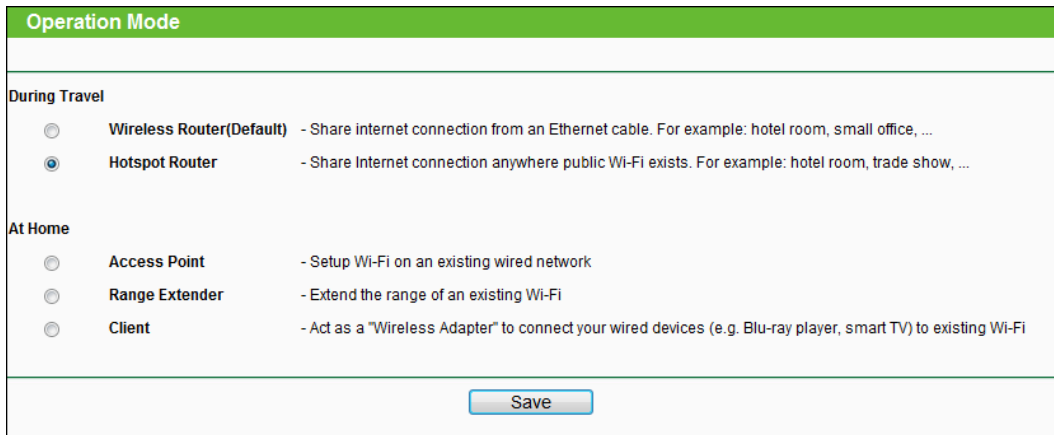 Operation Mode
During Travel
Wireless Router(Default) - Share internet connection from an Ethernet cable. For example: hotel room, small office, ...
Hotspot Router - Share Internet connection anywhere public Wi-Fi exists. For example: hotel room, trade show, ...
At Home
Access Point - Setup Wi-Fi on an existing wired network
Range Extender - Extend the range of an existing Wi-Fi
Client - Act as a "Wireless Adapter" to connect your wired devices (e.g. Blu-ray player, smart TV) to existing Wi-Fi
Save